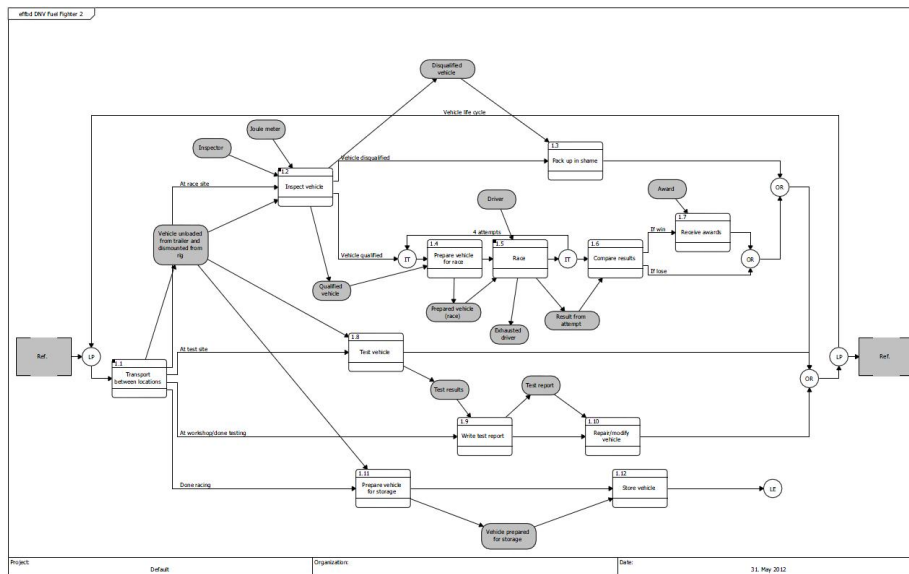 effbd DNV Fuel Fighter 2
Disqualified
vehicle
Vehicle life cycle
Joule meter
Inspector
1.3
Pack up in shame
Vehicle disqualified
1.2
Inspect vehicle
At race site
OR
Driver
Award
1.7
Receive awards
If win
Vehicle unloaded
from trailer and
dismounted from
rig
4 attempts
1.4
Prepare vehicle
for race
1.5
Race
1.6
Compare results
Vehicle qualified
IT
IT
OR
If lose
Qualified
vehicle
Prepared vehicle
(race)
Exhausted
driver
Result from
attempt
1.8
Test vehicle
Ref.
LP
At test site
LP
Ref.
1.1
Transport
between locations
OR
Test results
Test report
1.9
Write test report
1.10
Repair/modify
vehicle
At workshop/done testing
1.11
Prepare vehicle
for storage
1.12
Store vehicle
Done racing
LE
Vehicle prepared
for storage
Project:
Default
Organization:
Date:
31. May 2012